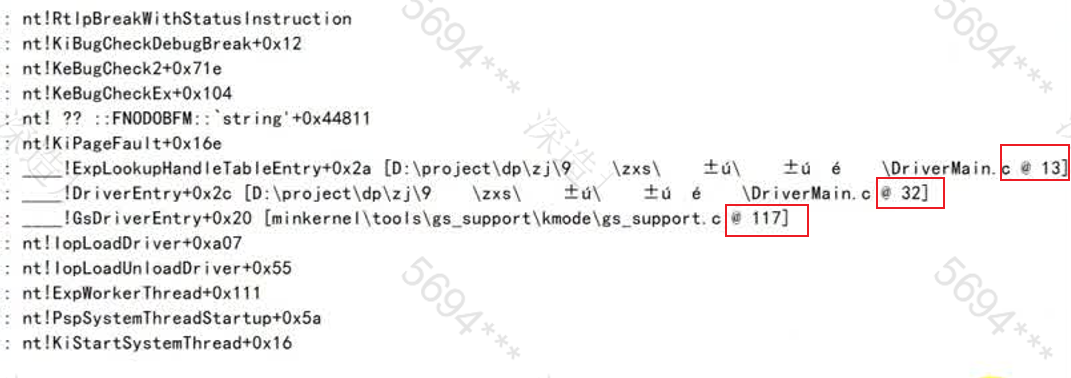 : nt!RtlpBreakWithStatusInstruction
: nt!KiBugCheckDebugBreak+0x12
: nt!KeBugCheck2+0x71e
: nt!KeBugCheckEx+0x104
: nt! ?? ::FNODOBFM::`string'+0x44811
: nt!KiPageFault+0x16e
: ____!ExpLookupHandleTableEntry+0x2a [D:\project\dp\zj\9 \zxs\ ±ú\ ±ú é \DriverMain.c @ 13]
: ____!DriverEntry+0x2c [D:\project\dp\zj\9 \zxs\ ±ú\ ±ú é \DriverMain.c @ 32]
: ____!GsDriverEntry+0x20 [minkernel\tools\gs_support\kmode\gs_support.c @ 117]
: nt!IopLoadDriver+0xa07
: nt!IopLoadUnloadDriver+0x55
: nt!ExpWorkerThread+0x111
: nt!PspSystemThreadStartup+0x5a
: nt!KiStartSystemThread+0x16
5694***
5694***
深造
5694***
5694***